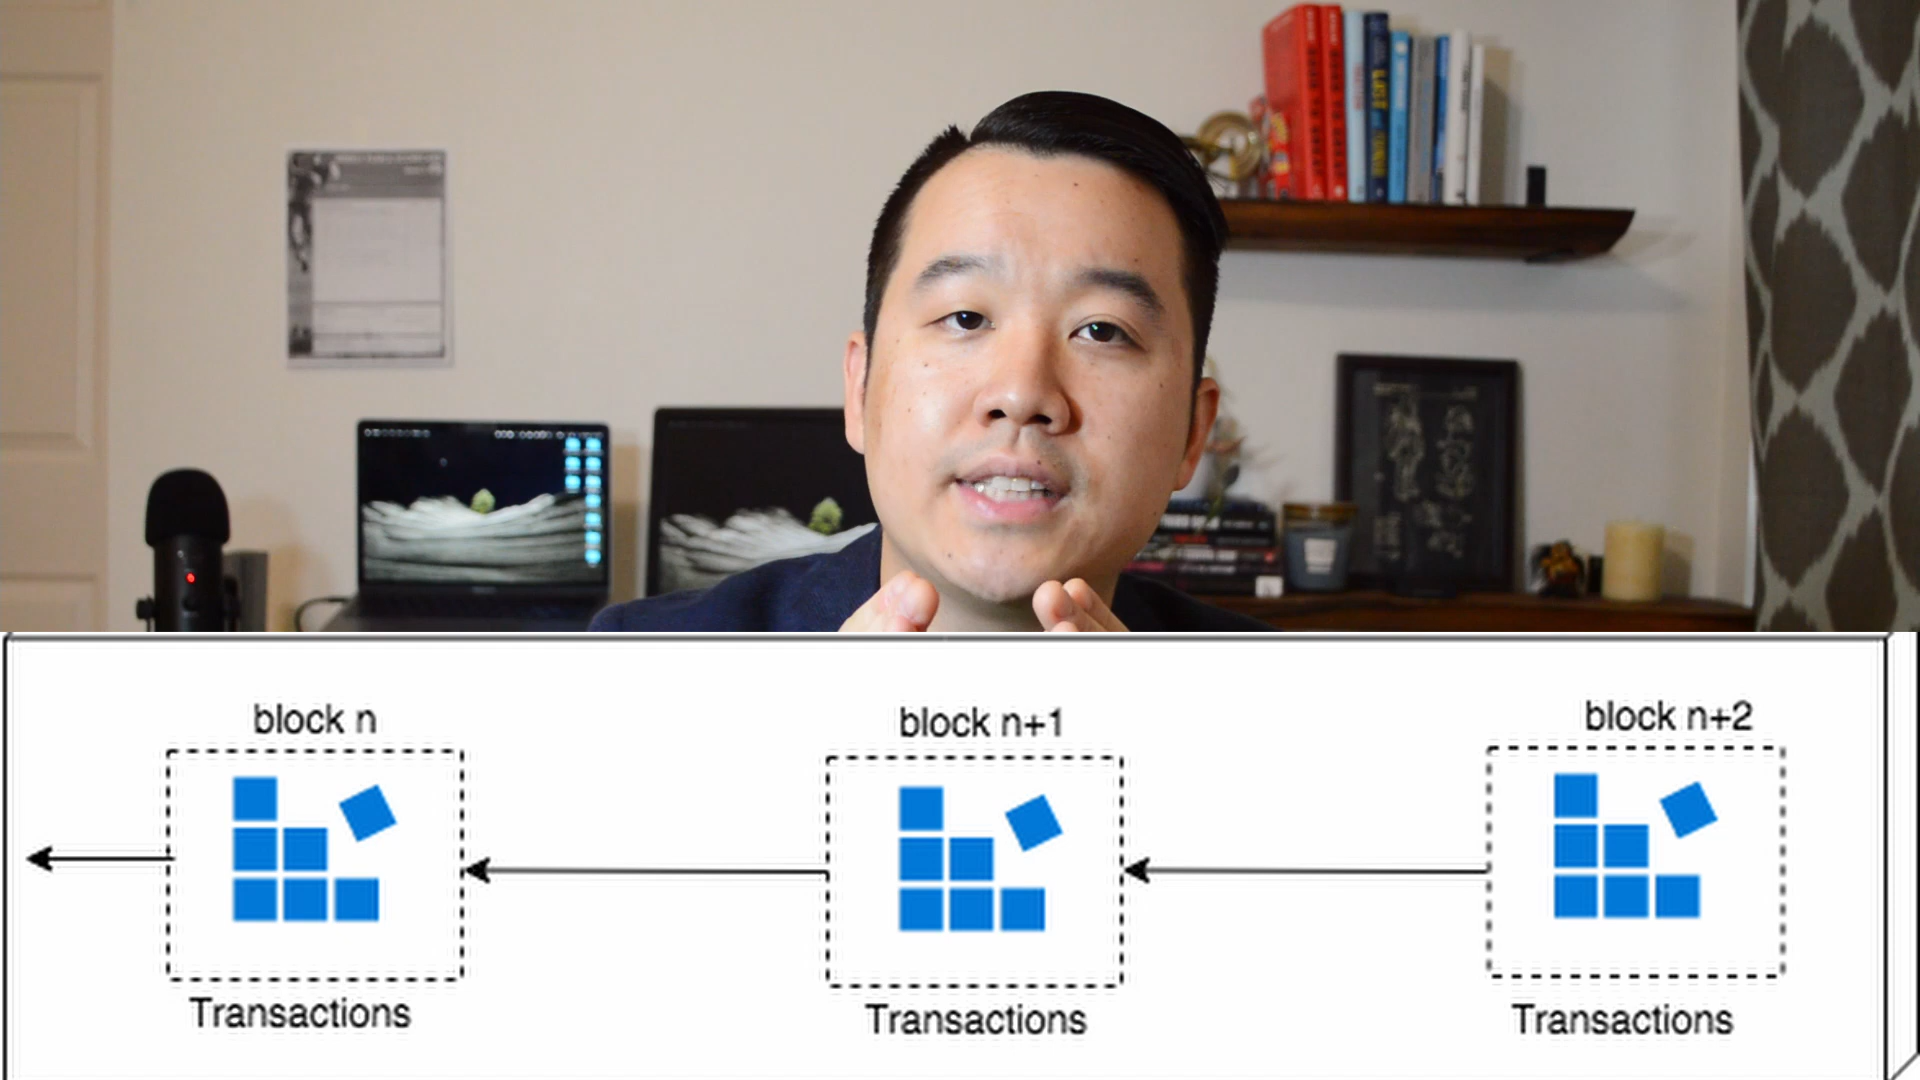 block n
block n+1
block n+2
Transactions
Transactions
Transactions